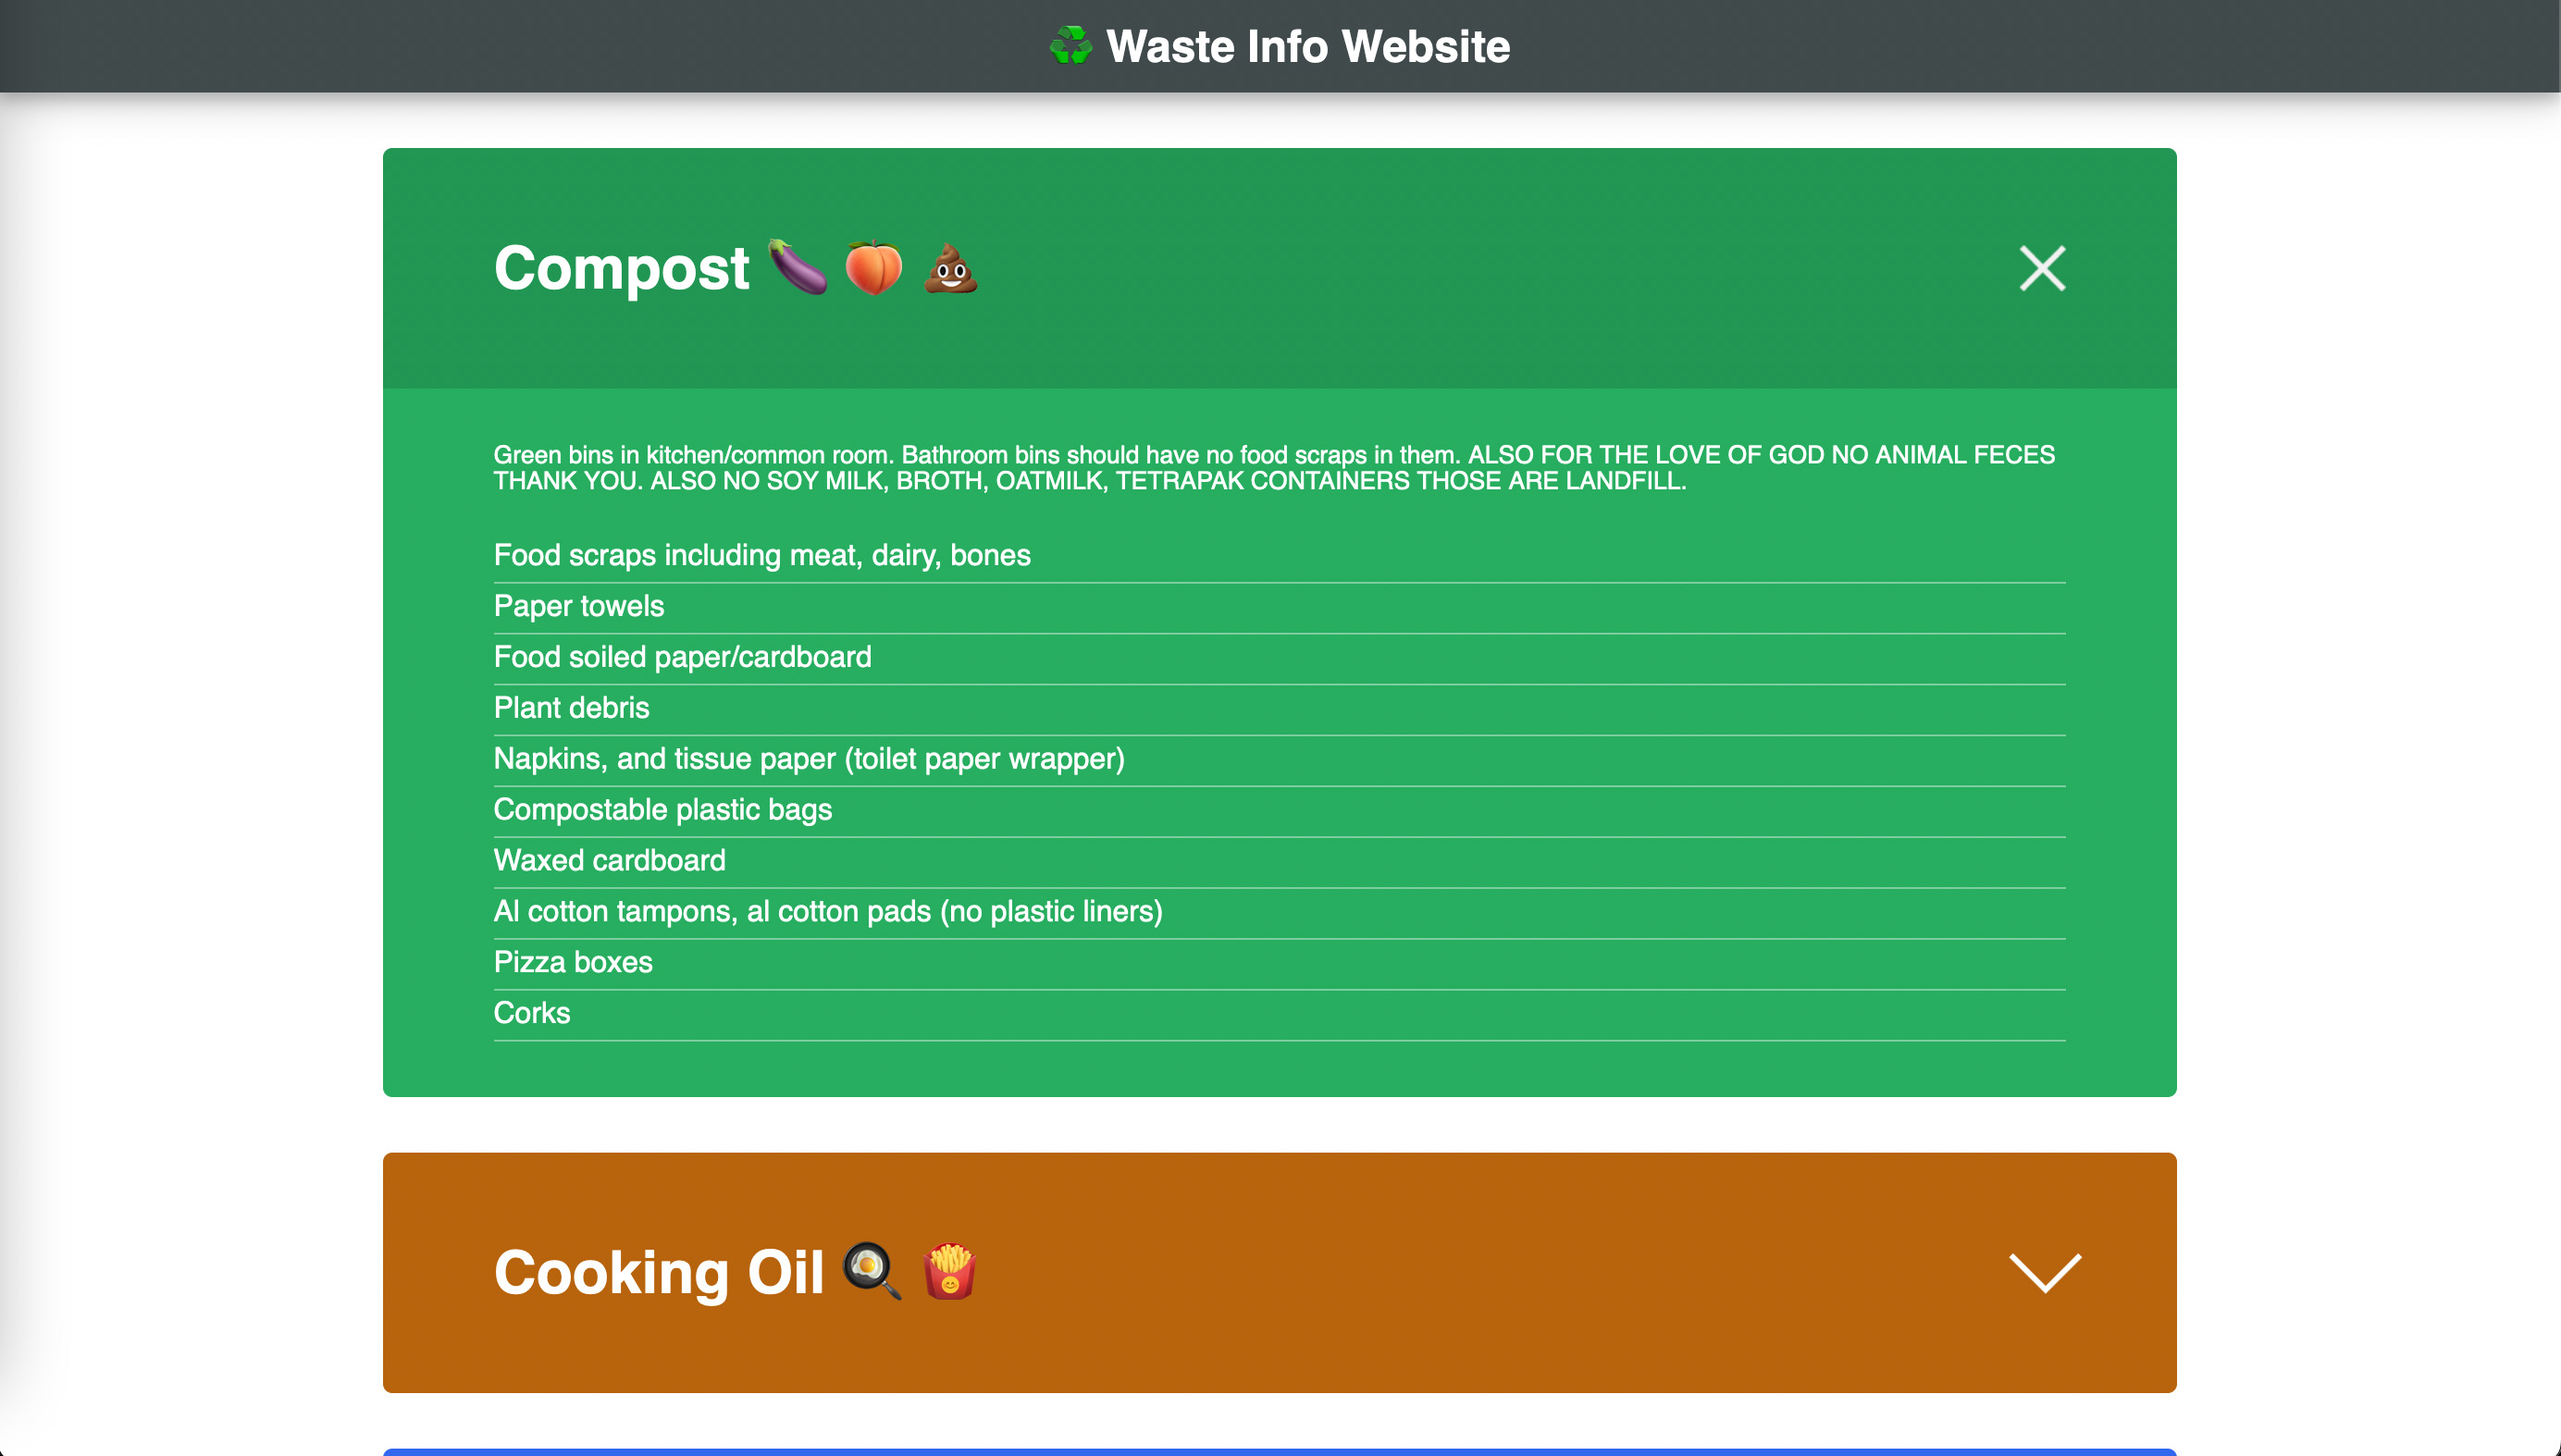 Waste Info Website
Compost
Green bins in kitchen/common room. Bathroom bins should have no food scraps in them. ALSO FOR THE LOVE OF GOD NO ANIMAL FECES
THANK YOU. ALSO NO SOY MILK, BROTH, OATMILK, TETRAPAK CONTAINERS THOSE ARE LANDFILL.
Food scraps including meat, dairy, bones
Paper towels
Food soiled paper/cardboard
Plant debris
Napkins, and tissue paper (toilet paper wrapper)
Compostable plastic bags
Waxed cardboard
Al cotton tampons, al cotton pads (no plastic liners)
Pizza boxes
Corks
Cooking Oil